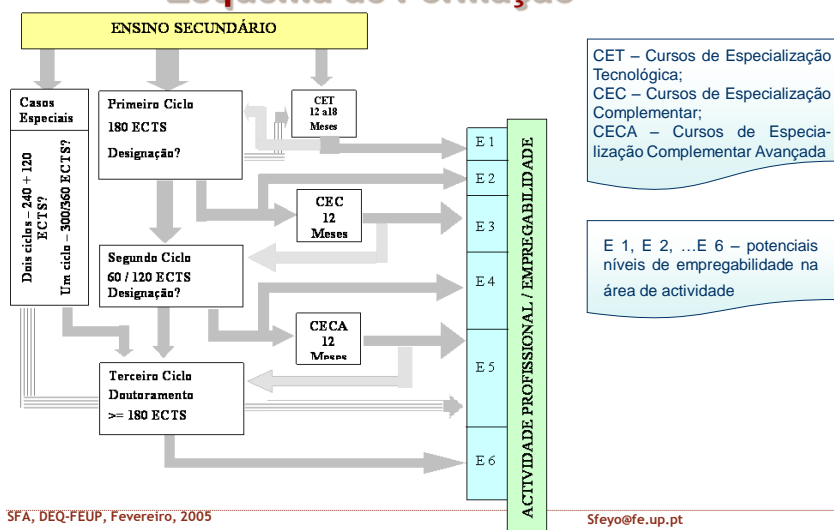 Esquema de Formação
ENSINO SECUNDÁRIO
Casos
Especiais
Dois ciclos – 240 + 120
ECTS?
Um ciclo – 300/360 ECTS?
Primeiro Ciclo
180 ECTS
Designação?
CET
12 a18
Meses
CEC
12
Meses
Segundo Ciclo
60 / 120 ECTS
Designação?
CECA
12
Meses
Terceiro Ciclo
Doutoramento
>= 180 ECTS
E 1
E 2
E 3
E 4
E 5
E 6
ACTIVIDADE PROFISSIONAL / EMPREGABILIDADE
CET – Cursos de Especialização
Tecnológica;
CEC – Cursos de Especialização
Complementar;
CECA – Cursos de Especia-
lização Complementar Avançada
E 1, E 2, …E 6 – potenciais
níveis de empregabilidade na
área de actividade
SFA, DEQ-FEUP, Fevereiro, 2005
Sfeyo@fe.up.pt